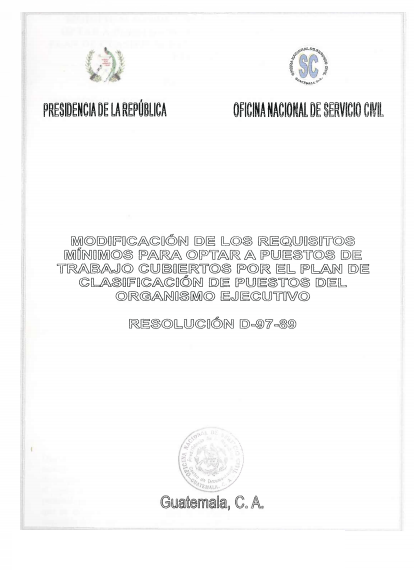 SC
PRESIDENCIA DE LA REPÚBLICA
OFICINA NACIONAL DE SERVICIO CIVIL
MODIFICACIÓN DE LOS REQUISITOS
MÍNIMOS PARA OPTAR A PUESTOS DE
TRABAJO CUBIERTOS POR EL PLAN DE
CLASIFICACIÓN DE PUESTOS DEL
ORGANISMO EJECUTIVO
RESOLUCIÓN D-97-89
Guatemala, C. A.